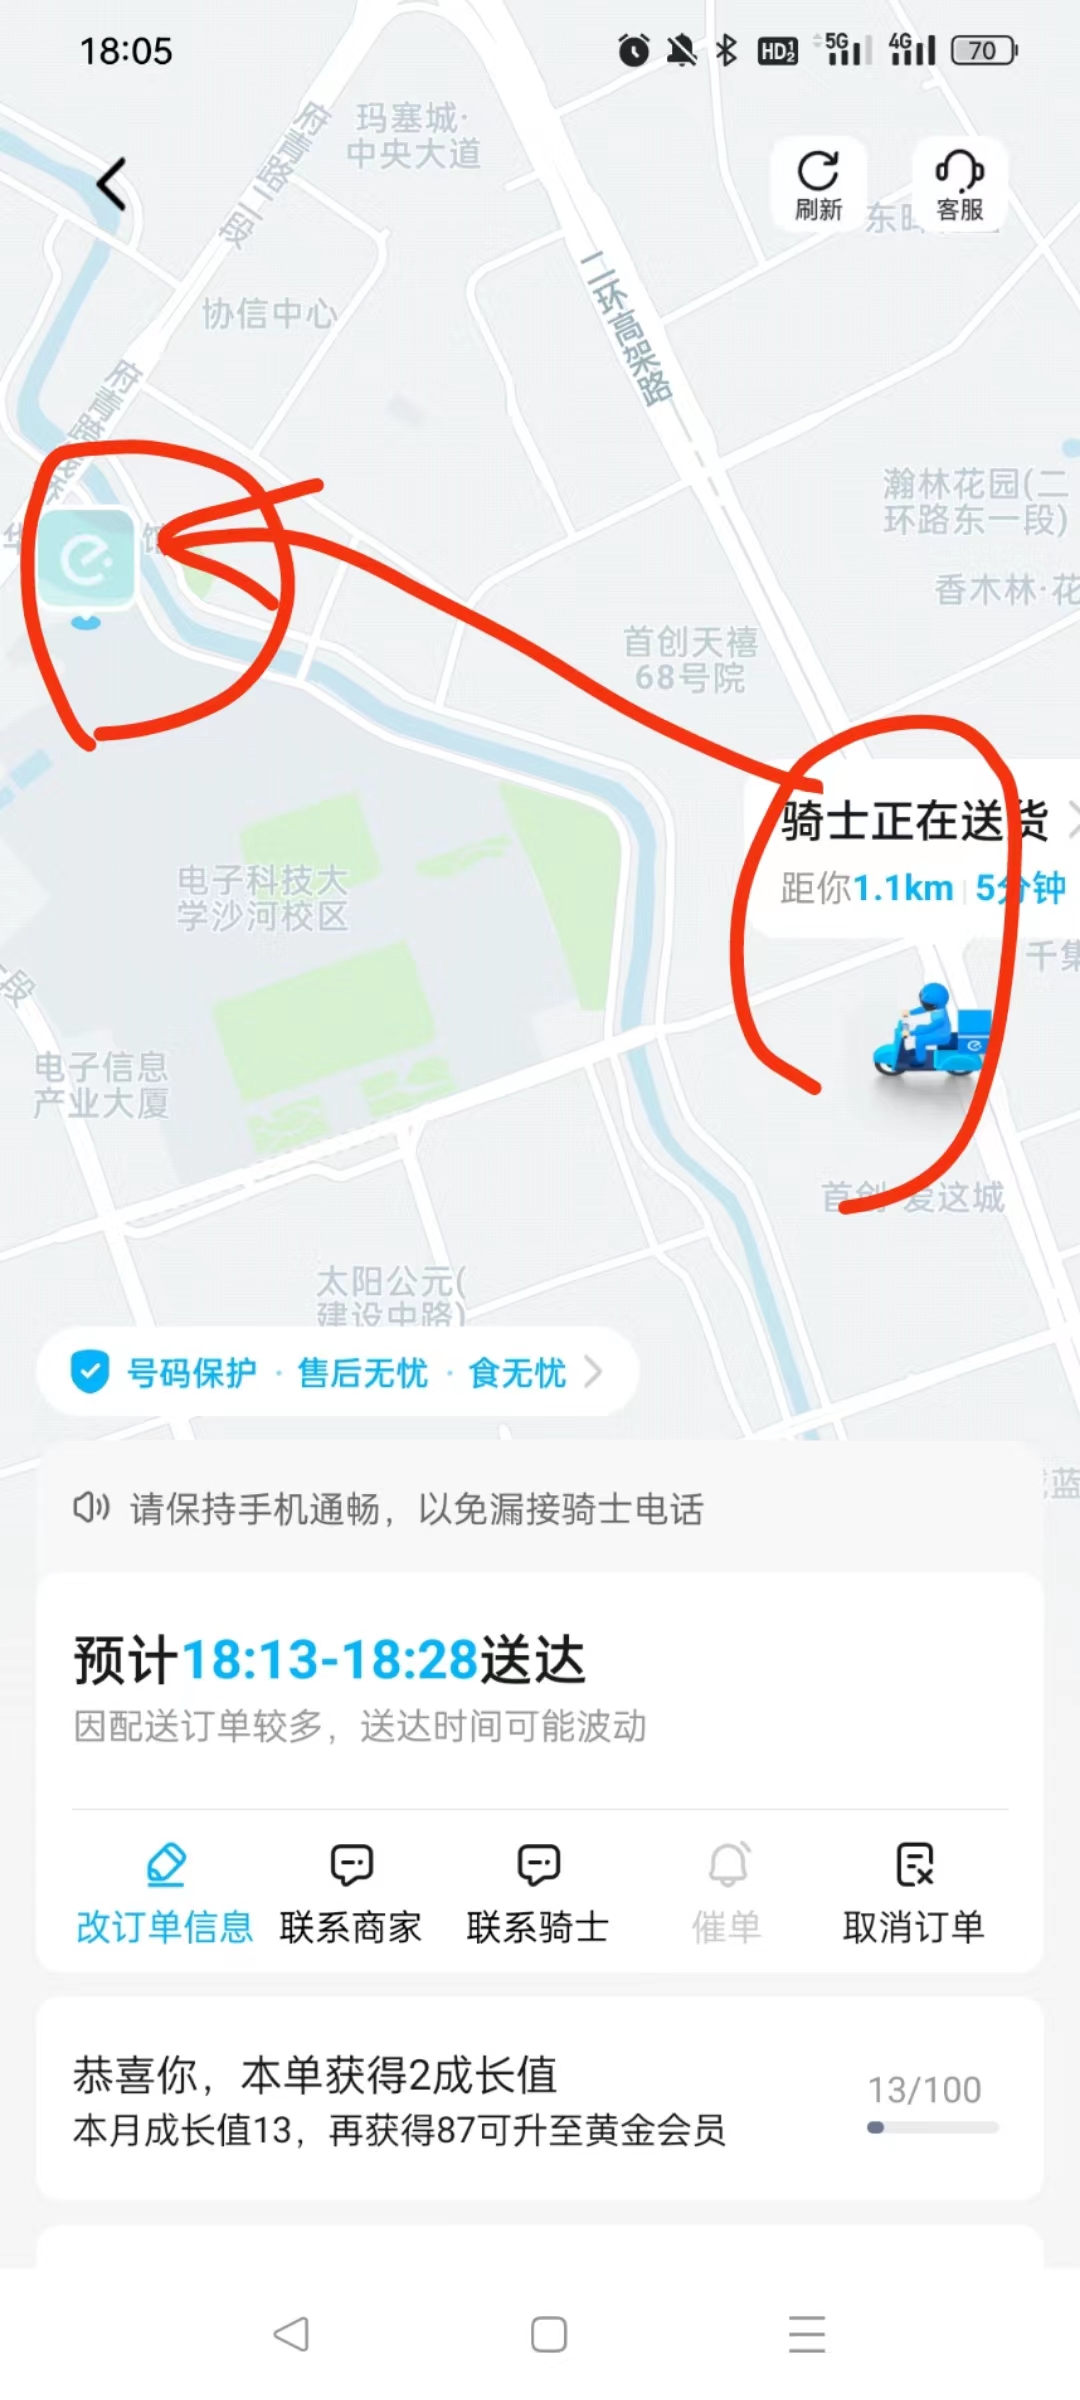 18:05
HD 1 2 5G 4G 70
玛塞城·
中央大道
府青路二段
刷新
客服
二环高架路
协信中心
府青路
瀚林花园(二
环路东一段)
香木林·花
首创天禧
68号院
骑士正在送货
距你1.1km 5分钟
千集
电子科技大
学沙河校区
电子信息
产业大厦
首创·爱这城
太阳公元(
建设中路)
号码保护 · 售后无忧 · 食无忧
请保持手机通畅，以免漏接骑士电话
预计18:13-18:28送达
因配送订单较多，送达时间可能波动
改订单信息
联系商家
联系骑士
催单
取消订单
恭喜你，本单获得2成长值
13/100
本月成长值13，再获得87可升至黄金会员